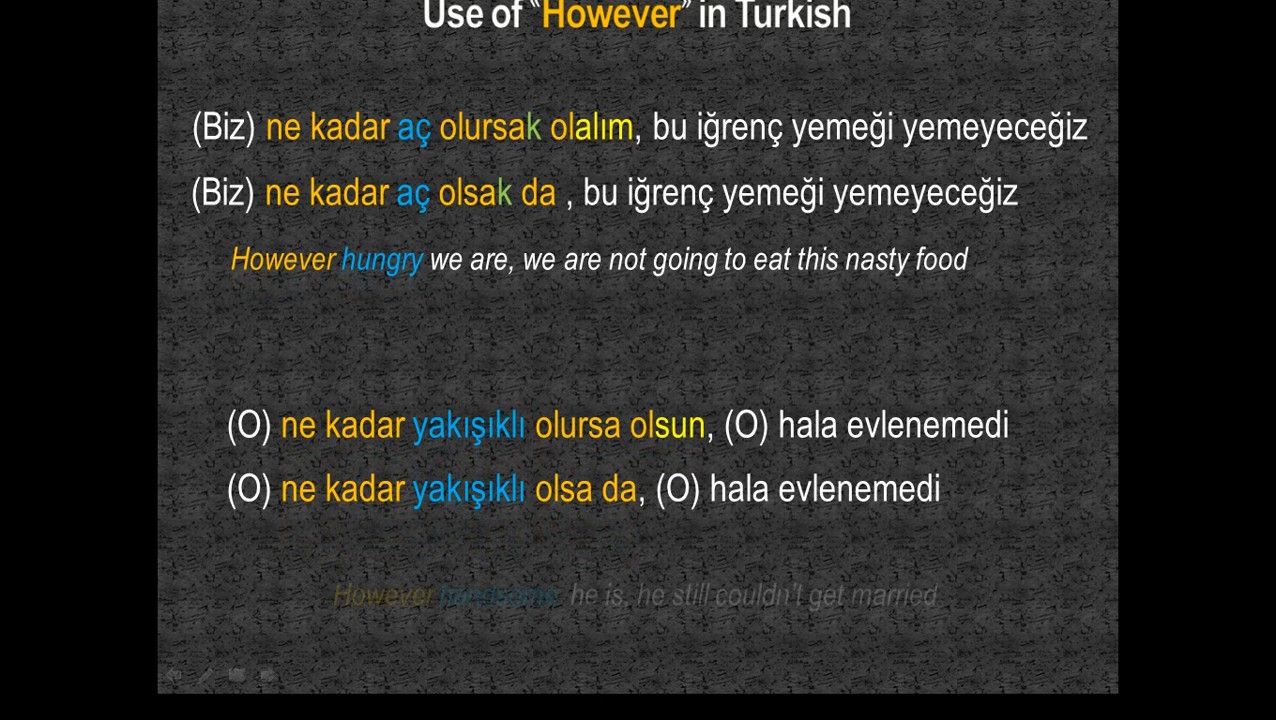 Use of “However” in Turkish
(Biz) ne kadar aç olursak olalım, bu iğrenç yemeği yemeyeceğiz
(Biz) ne kadar aç olsak da , bu iğrenç yemeği yemeyeceğiz
However hungry we are, we are not going to eat this nasty food
(O) ne kadar yakışıklı olursa olsun, (O) hala evlenemedi
(O) ne kadar yakışıklı olsa da, (O) hala evlenemedi
However handsome he is, he still couldn't get married